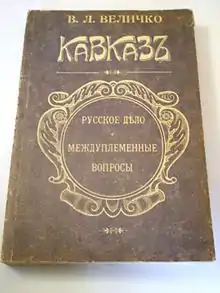 В. Л. ВЕЛИЧКО
КАВКАЗЪ
РУССКОЕ ДѢЛО
И
МЕЖДУПЛЕМЕННЫЕ
ВОПРОСЫ